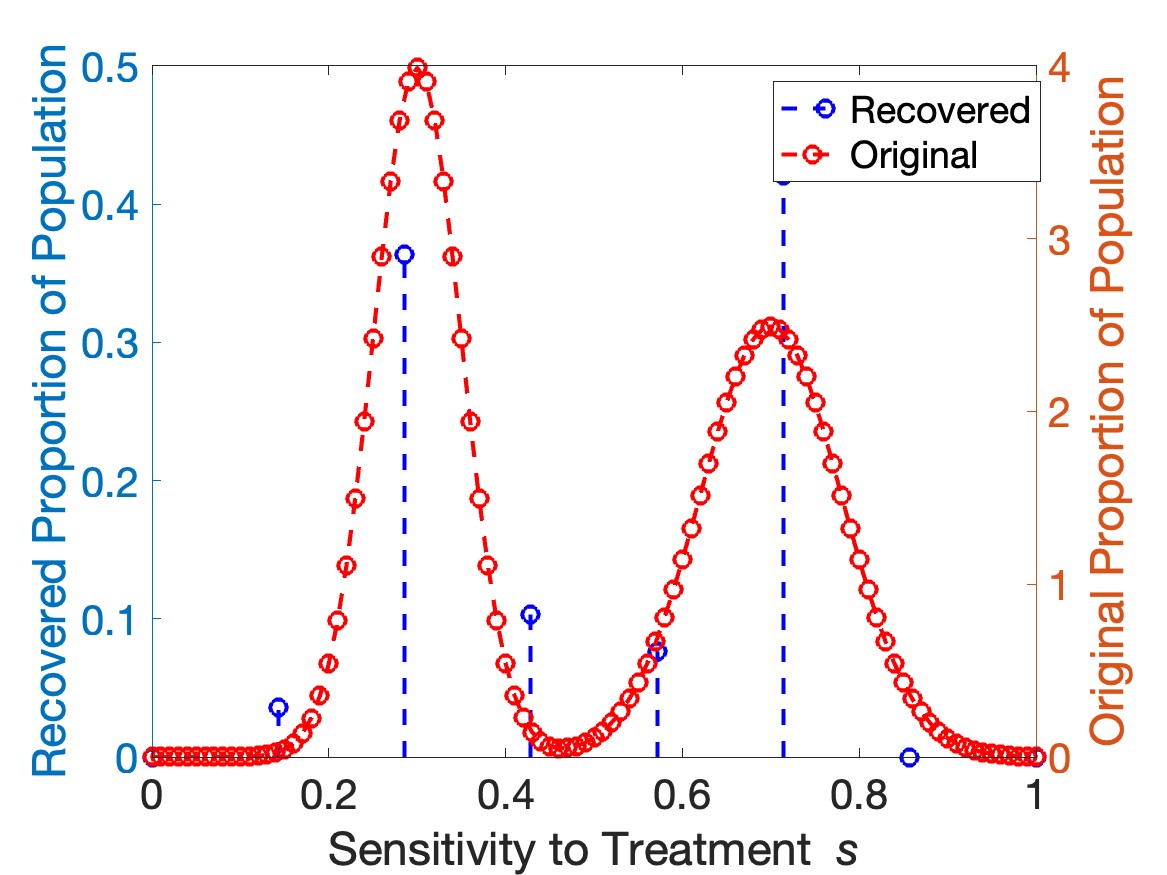 Recovered Proportion of Population
0.5
0.4
0.3
0.2
0.1
0
Recovered
Original
4
3
2
1
0
Original Proportion of Population
0 0.2 0.4 0.6 0.8 1
Sensitivity to Treatment s